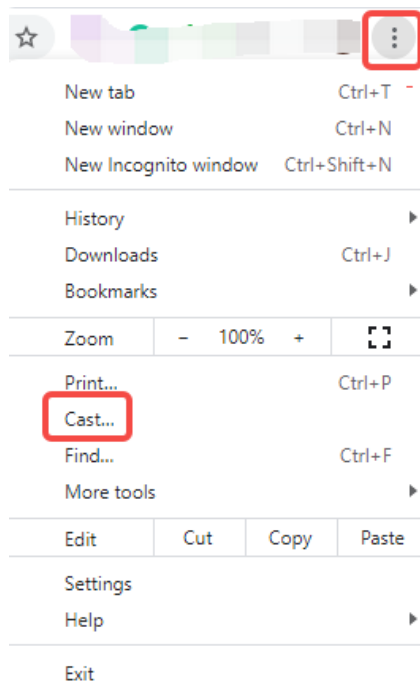 New tab Ctrl+T
New window Ctrl+N
New Incognito window Ctrl+Shift+N
History
Downloads Ctrl+J
Bookmarks
Zoom - 100% +
Print... Ctrl+P
Cast...
Find... Ctrl+F
More tools
Edit Cut Copy Paste
Settings
Help
Exit